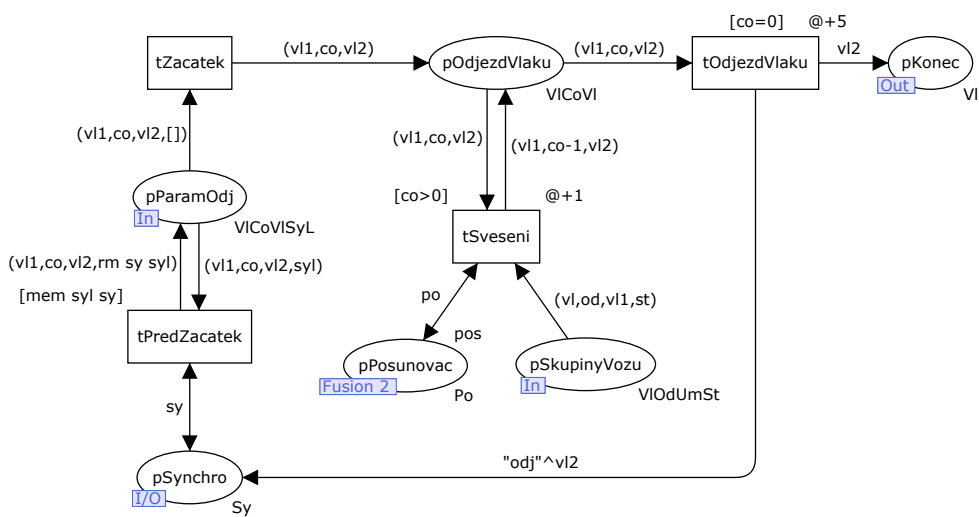 [co=0] @+5
tZacatek (vl1,co,vl2) pOdjezdVlaku (vl1,co,vl2) tOdjezdVlaku vl2 pKonec
Out
VlCoVl
Vl
(vl1,co,vl2,[])
(vl1,co,vl2) (vl1,co-1,vl2)
pParamOdj
In
VlCoVlSyL
[co>0] @+1
tSveseni
(vl1,co,vl2,rm sy syl) (vl1,co,vl2,syl)
[mem syl sy]
po (vl,od,vl1,st)
tPredZacatek
pos
pPosunovac pSkupinyVozu
Fusion 2 In
Po VlOdUmSt
sy
"odj"^vl2
pSynchro
I/O
Sy